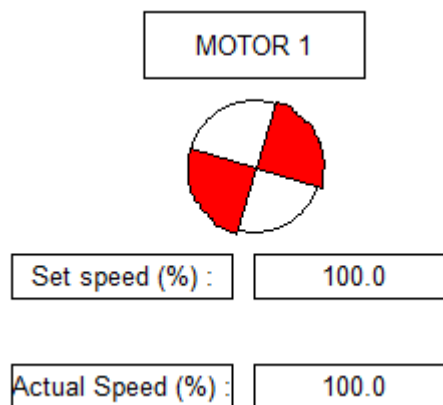 MOTOR 1
Set speed (%) : 100.0
Actual Speed (%) : 100.0